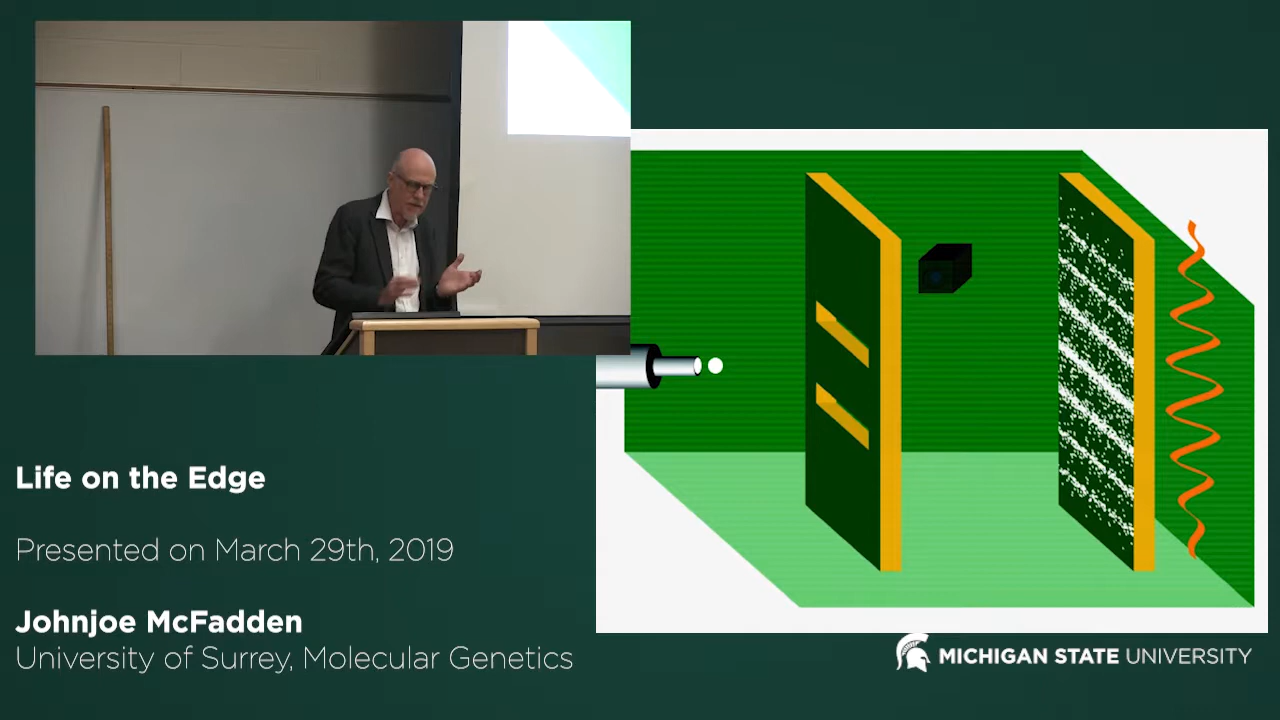 Life on the Edge
Presented on March 29th, 2019
Johnjoe McFadden
University of Surrey, Molecular Genetics
MICHIGAN STATE UNIVERSITY